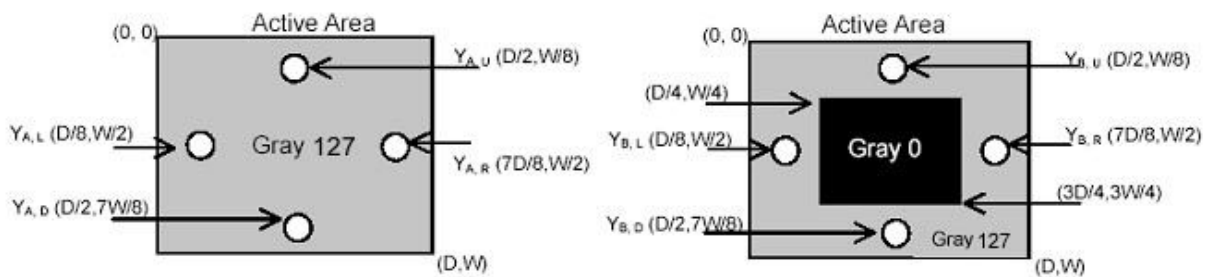 Active Area
(0, 0)
Y_A, U (D/2,W/8)
Y_A, L (D/8,W/2)
Gray 127
Y_A, R (7D/8,W/2)
Y_A, D (D/2,7W/8)
(D,W)
Active Area
(0, 0)
Y_B, U (D/2,W/8)
(D/4,W/4)
Y_B, L (D/8,W/2)
Gray 0
Y_B, R (7D/8,W/2)
(3D/4,3W/4)
Y_B, D (D/2,7W/8)
Gray 127
(D,W)